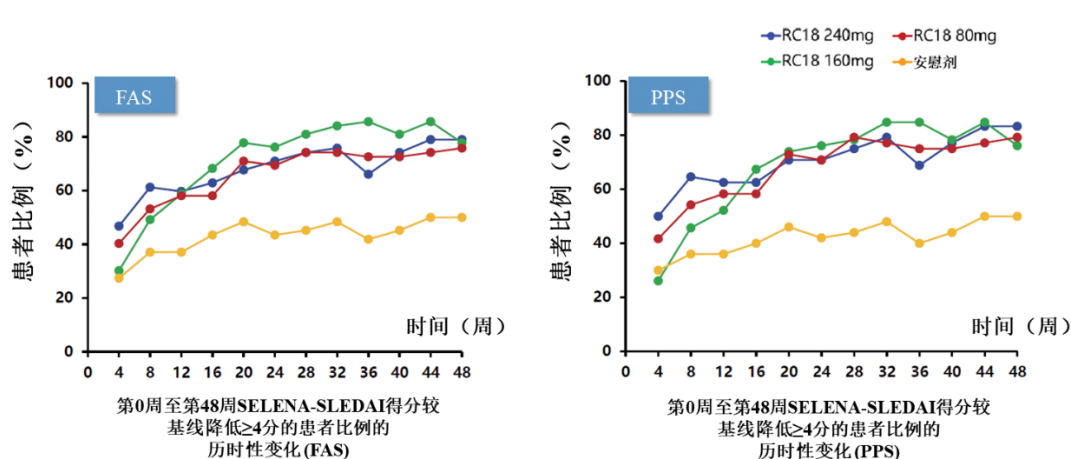 RC18 240mg
RC18 80mg
RC18 160mg
安慰剂
FAS
患者比例（%）
100
80
60
40
20
0
0 4 8 12 16 20 24 28 32 36 40 44 48
时间（周）
第0周至第48周SELENA-SLEDAI得分较
基线降低≥4分的患者比例的
历时性变化(FAS)
PPS
患者比例（%）
100
80
60
40
20
0
0 4 8 12 16 20 24 28 32 36 40 44 48
时间（周）
第0周至第48周SELENA-SLEDAI得分较
基线降低≥4分的患者比例的
历时性变化(PPS)